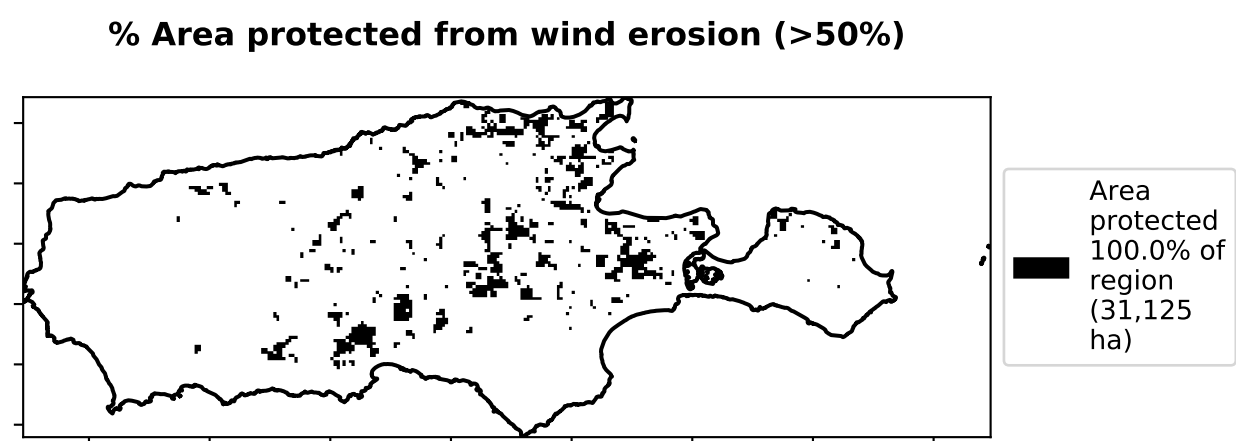 % Area protected from wind erosion (>50%)
Area
protected
100.0% of
region
(31,125
ha)